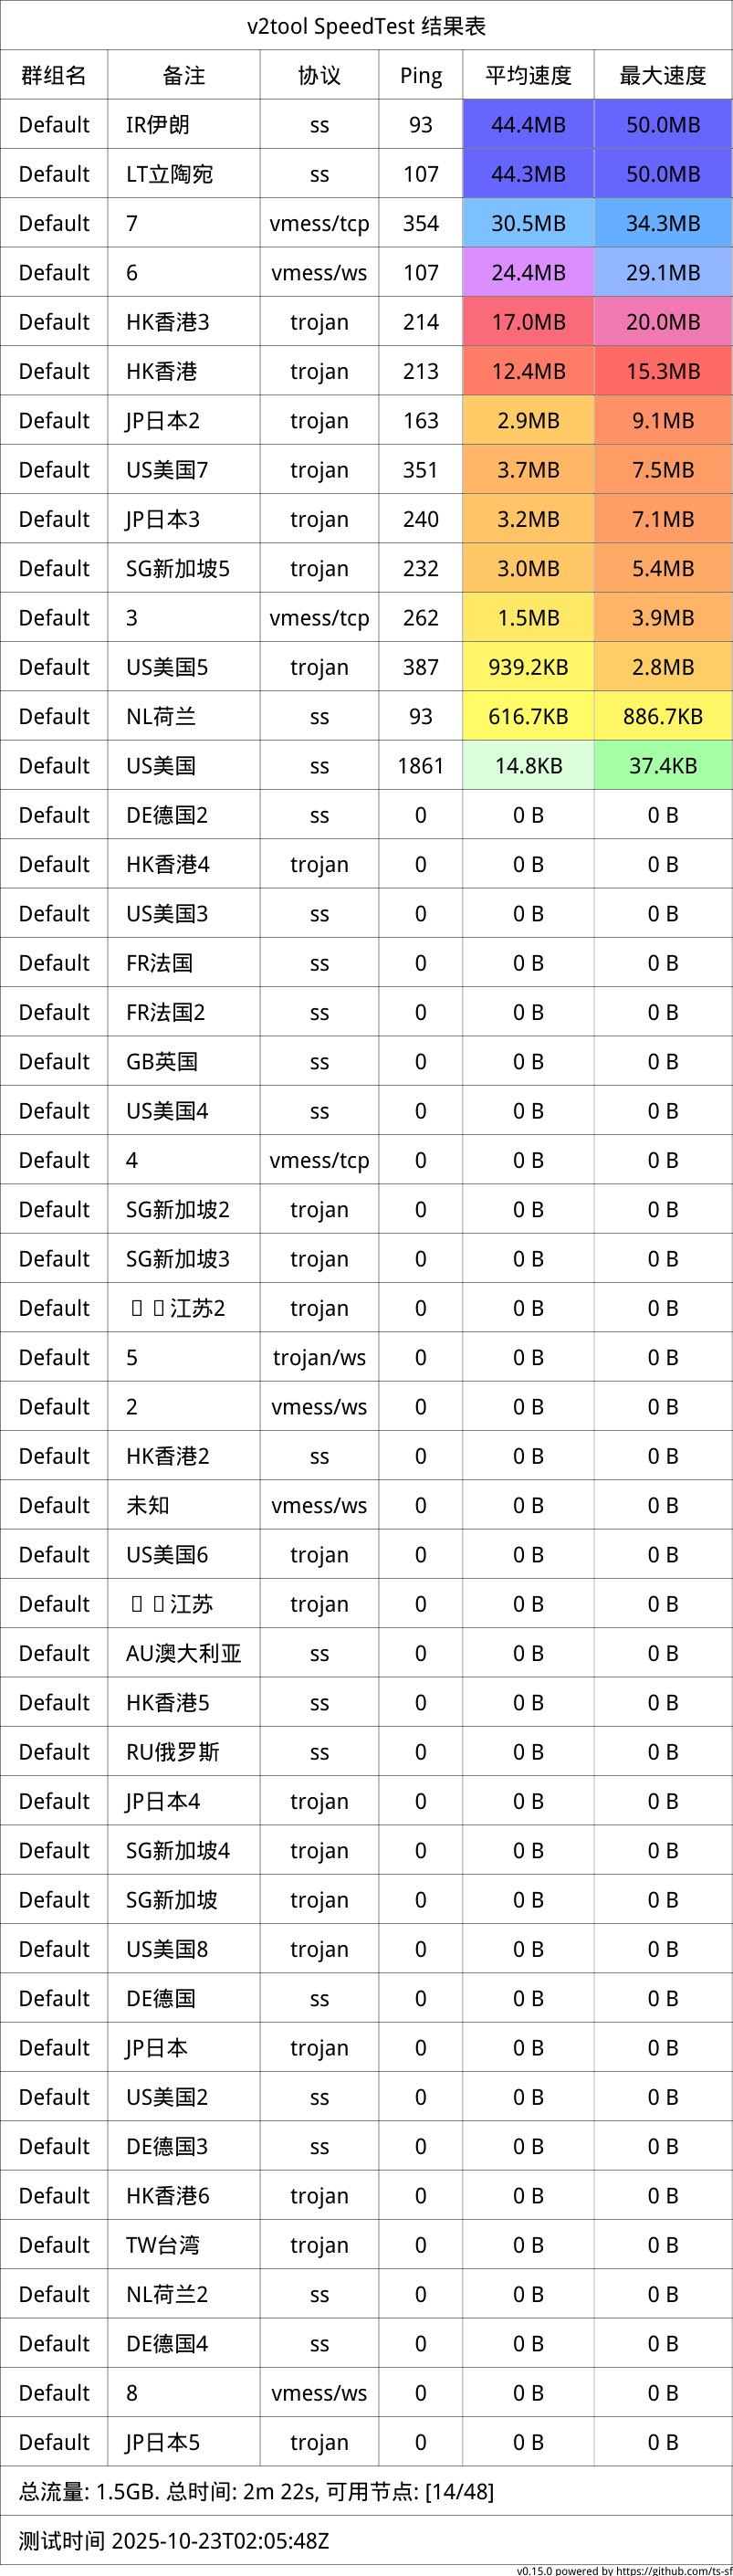 v2tool SpeedTest 结果表
群组名 备注 协议 Ping 平均速度 最大速度
Default IR伊朗 ss 93 44.4MB 50.0MB
Default LT立陶宛 ss 107 44.3MB 50.0MB
Default 7 vmess/tcp 354 30.5MB 34.3MB
Default 6 vmess/ws 107 24.4MB 29.1MB
Default HK香港3 trojan 214 17.0MB 20.0MB
Default HK香港 trojan 213 12.4MB 15.3MB
Default JP日本2 trojan 163 2.9MB 9.1MB
Default US美国7 trojan 351 3.7MB 7.5MB
Default JP日本3 trojan 240 3.2MB 7.1MB
Default SG新加坡5 trojan 232 3.0MB 5.4MB
Default 3 vmess/tcp 262 1.5MB 3.9MB
Default US美国5 trojan 387 939.2KB 2.8MB
Default NL荷兰 ss 93 616.7KB 886.7KB
Default US美国 ss 1861 14.8KB 37.4KB
Default DE德国2 ss 0 0 B 0 B
Default HK香港4 trojan 0 0 B 0 B
Default US美国3 ss 0 0 B 0 B
Default FR法国 ss 0 0 B 0 B
Default FR法国2 ss 0 0 B 0 B
Default GB英国 ss 0 0 B 0 B
Default US美国4 ss 0 0 B 0 B
Default 4 vmess/tcp 0 0 B 0 B
Default SG新加坡2 trojan 0 0 B 0 B
Default SG新加坡3 trojan 0 0 B 0 B
Default 江苏2 trojan 0 0 B 0 B
Default 5 trojan/ws 0 0 B 0 B
Default 2 vmess/ws 0 0 B 0 B
Default HK香港2 ss 0 0 B 0 B
Default 未知 vmess/ws 0 0 B 0 B
Default US美国6 trojan 0 0 B 0 B
Default 江苏 trojan 0 0 B 0 B
Default AU澳大利亚 ss 0 0 B 0 B
Default HK香港5 ss 0 0 B 0 B
Default RU俄罗斯 ss 0 0 B 0 B
Default JP日本4 trojan 0 0 B 0 B
Default SG新加坡4 trojan 0 0 B 0 B
Default SG新加坡 trojan 0 0 B 0 B
Default US美国8 trojan 0 0 B 0 B
Default DE德国 ss 0 0 B 0 B
Default JP日本 trojan 0 0 B 0 B
Default US美国2 ss 0 0 B 0 B
Default DE德国3 ss 0 0 B 0 B
Default HK香港6 trojan 0 0 B 0 B
Default TW台湾 trojan 0 0 B 0 B
Default NL荷兰2 ss 0 0 B 0 B
Default DE德国4 ss 0 0 B 0 B
Default 8 vmess/ws 0 0 B 0 B
Default JP日本5 trojan 0 0 B 0 B
总流量: 1.5GB. 总时间: 2m 22s, 可用节点: [14/48]
测试时间 2025-10-23T02:05:48Z
v0.15.0 powered by https://github.com/ts-sf